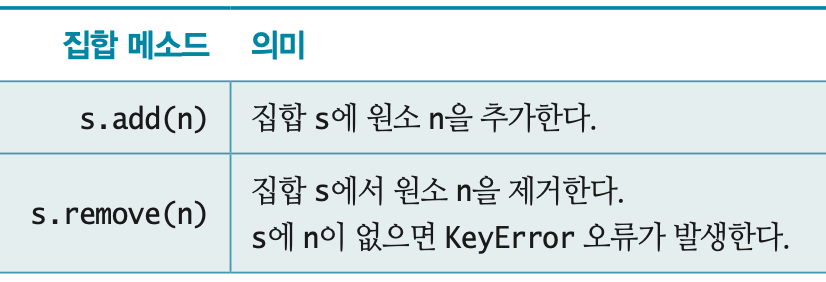 집합 메소드 의미
s.add(n) 집합 s에 원소 n을 추가한다.
집합 s에서 원소 n을 제거한다.
s.remove(n)
s에 n이 없으면 KeyError 오류가 발생한다.